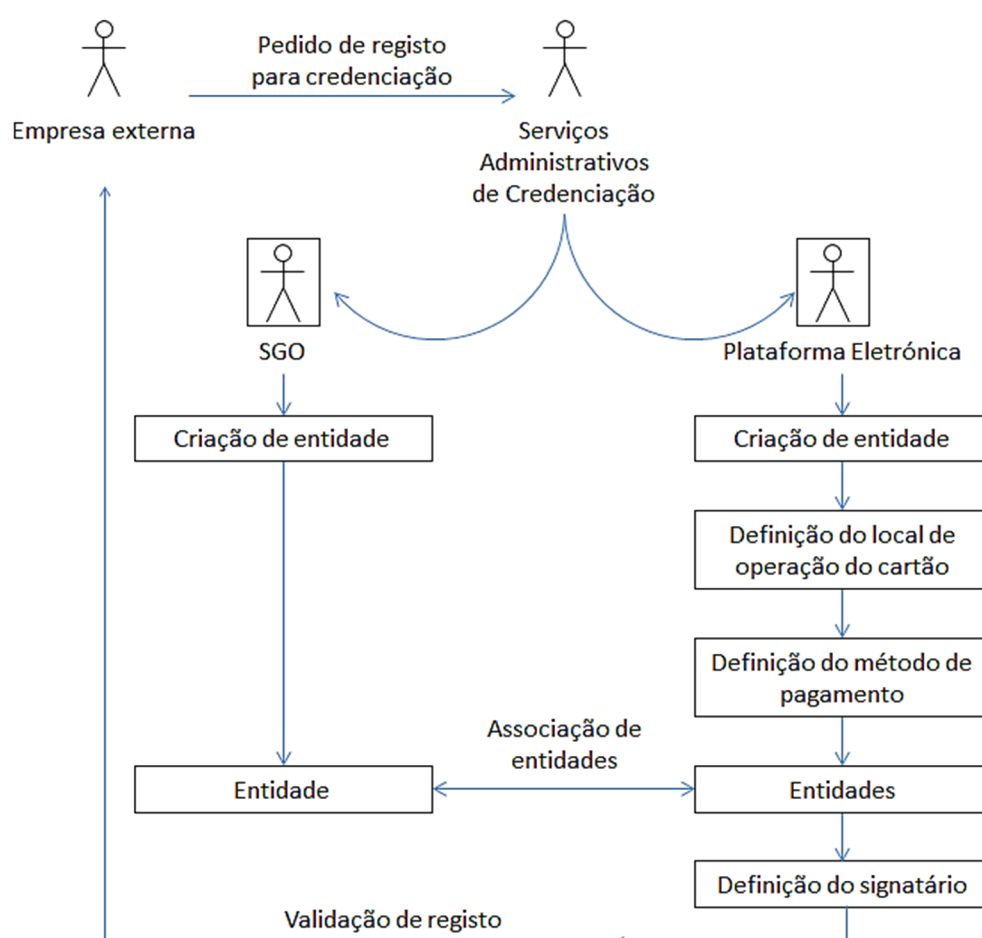 Pedido de registo
para credenciação
Empresa externa
Serviços
Administrativos
de Credenciação
SGO
Plataforma Eletrónica
Criação de entidade
Criação de entidade
Definição do local de
operação do cartão
Definição do método de
pagamento
Associação de
entidades
Entidade
Entidades
Definição do signatário
Validação de registo